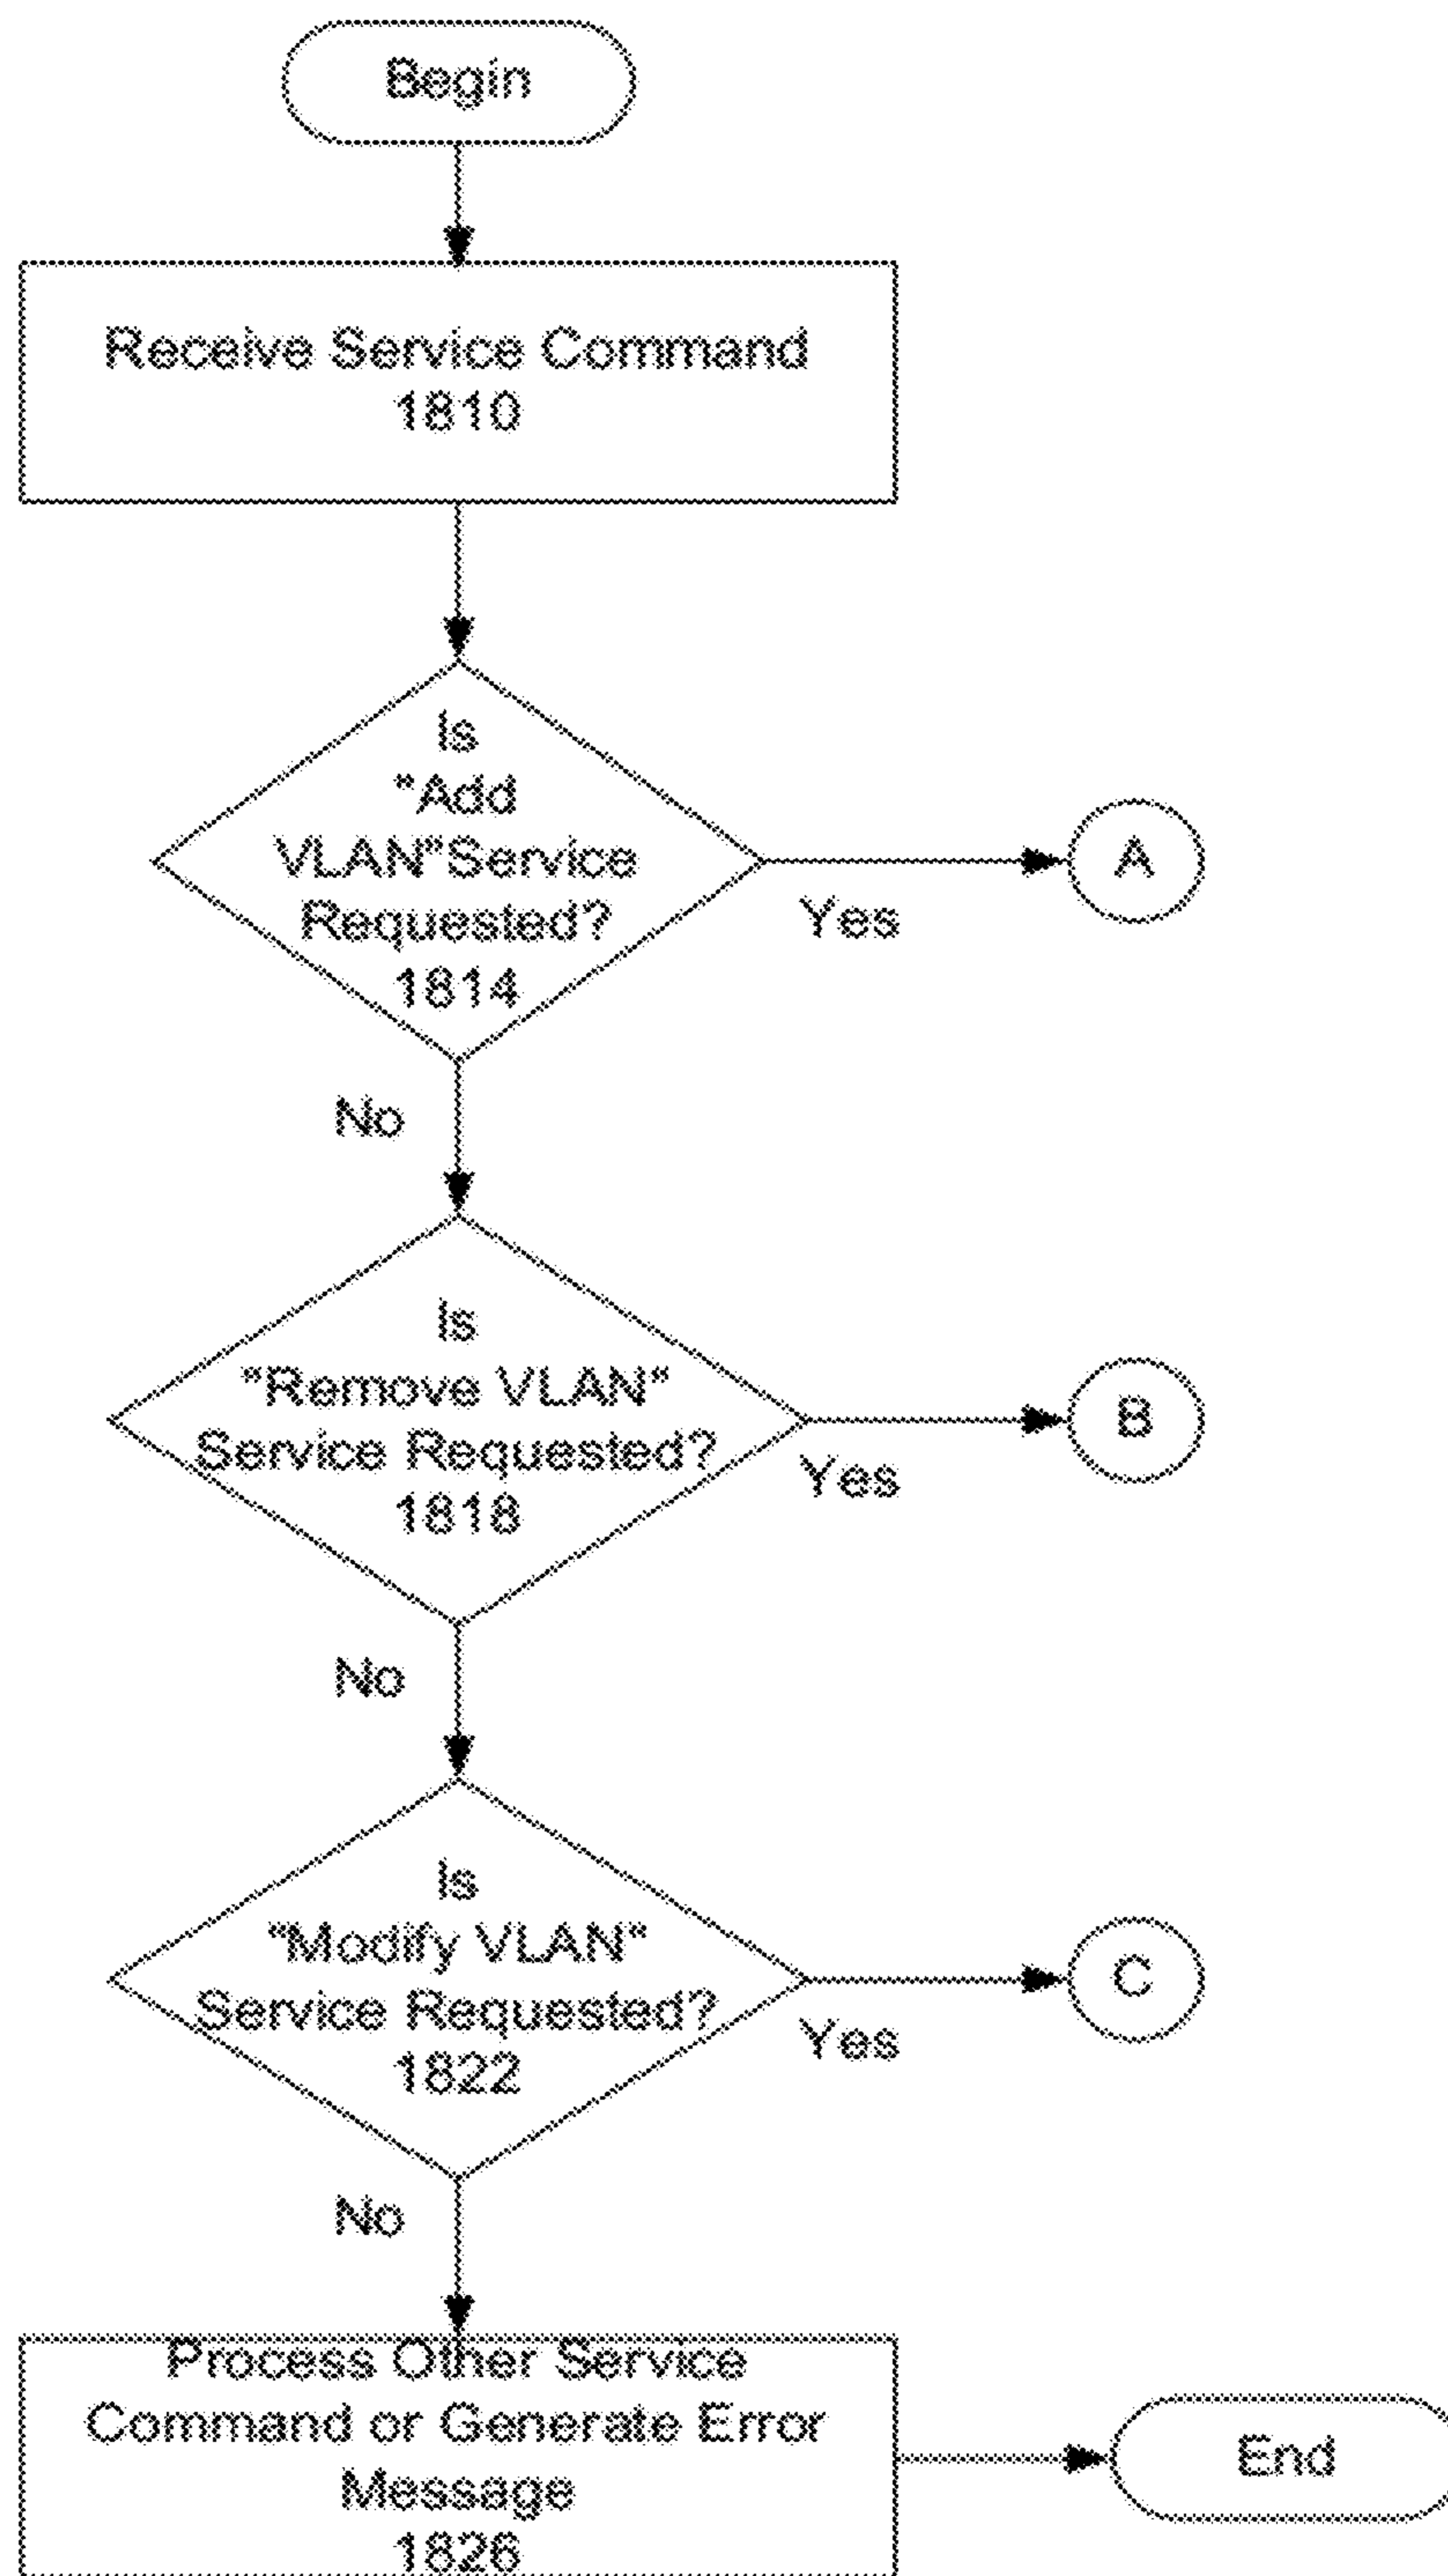 Begin
Receive Service Command
1810
Is
"Add
VLAN"Service
Requested?
1814
Yes
A
No
Is
"Remove VLAN"
Service Requested?
1818
Yes
B
No
Is
"Modify VLAN"
Service Requested?
1822
Yes
C
No
Process Other Service
Command or Generate Error
Message
1826
End